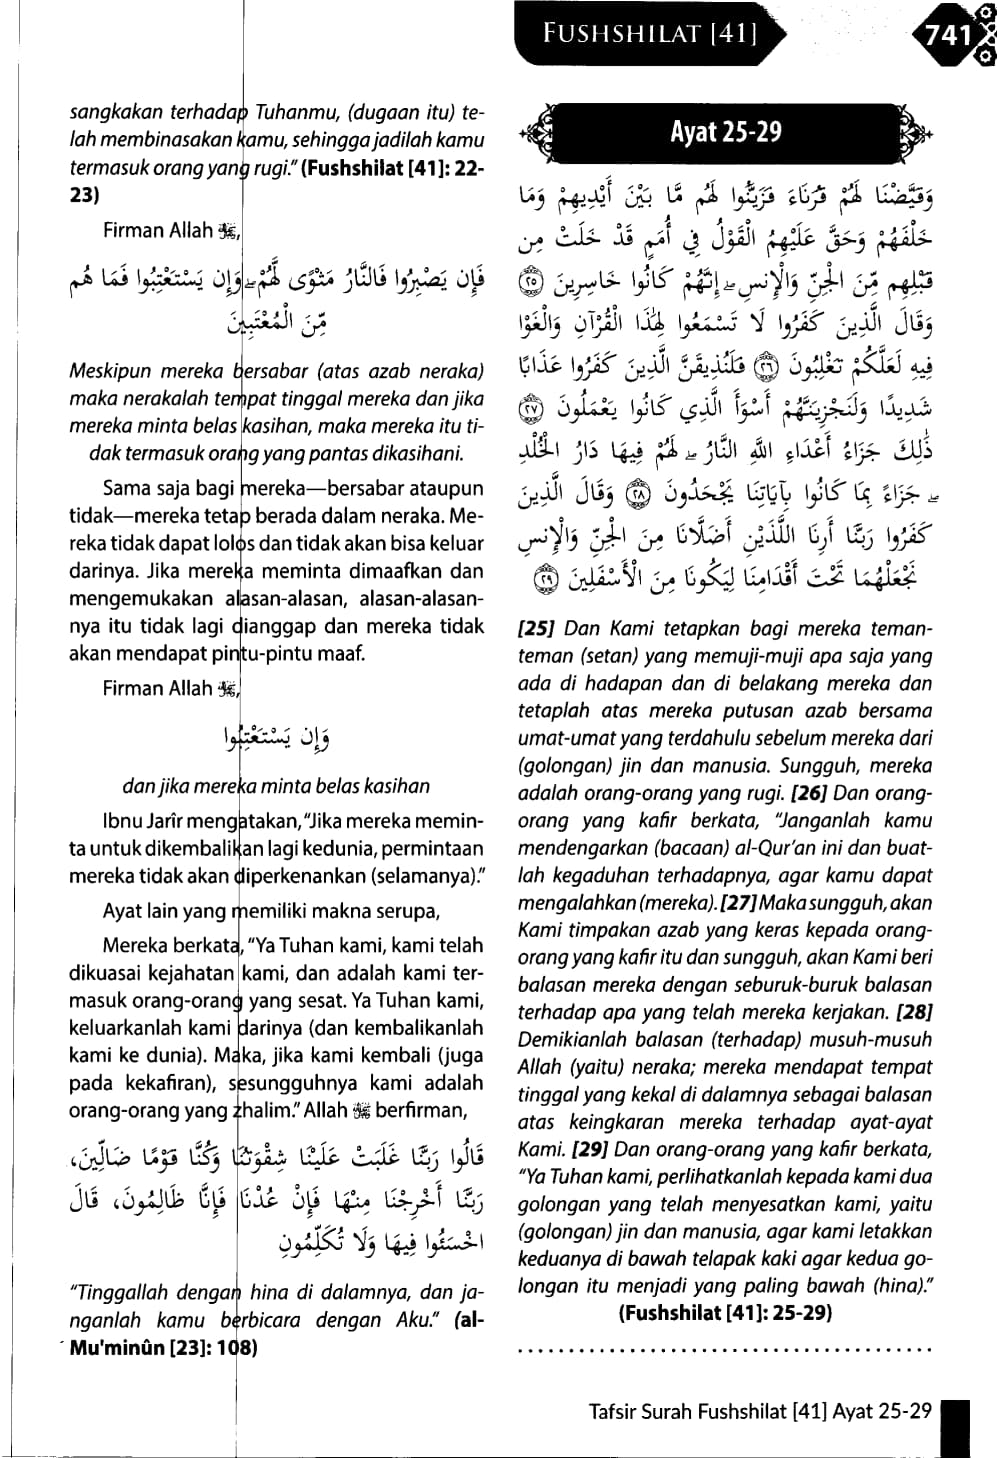 FUSHSHILAT [41]
741
sangkakan terhadap Tuhanmu, (dugaan itu) te-
lah membinasakan kamu, sehingga jadilah kamu
termasuk orang yang rugi." (Fushshilat [41]: 22-
23)
Firman Allah ﷻ,
فَإِن يَصْبِرُوا فَالنَّارُ مَثْوًى لَّهُمْ ۖ وَإِن يَسْتَعْتِبُوا فَمَا هُم
مِّنَ الْمُعْتَبِينَ
Meskipun mereka bersabar (atas azab neraka)
maka nerakalah tempat tinggal mereka dan jika
mereka minta belas kasihan, maka mereka itu ti-
dak termasuk orang yang pantas dikasihani.
Sama saja bagi mereka—bersabar ataupun
tidak—mereka tetap berada dalam neraka. Me-
reka tidak dapat lolos dan tidak akan bisa keluar
darinya. Jika mereka meminta dimaafkan dan
mengemukakan alasan-alasan, alasan-alasan-
nya itu tidak lagi dianggap dan mereka tidak
akan mendapat pintu-pintu maaf.
Firman Allah ﷻ,
وَإِن يَسْتَعْتِبُوا
dan jika mereka minta belas kasihan
Ibnu Jarîr mengatakan, "Jika mereka memin-
ta untuk dikembalikan lagi kedunia, permintaan
mereka tidak akan diperkenankan (selamanya)."
Ayat lain yang memiliki makna serupa,
Mereka berkata, "Ya Tuhan kami, kami telah
dikuasai kejahatan kami, dan adalah kami ter-
masuk orang-orang yang sesat. Ya Tuhan kami,
keluarkanlah kami darinya (dan kembalikanlah
kami ke dunia). Maka, jika kami kembali (juga
pada kekafiran), sesungguhnya kami adalah
orang-orang yang zhalim." Allah ﷻ berfirman,
قَالُوا رَبَّنَا غَلَبَتْ عَلَيْنَا شِقْوَتُنَا وَكُنَّا قَوْمًا ضَالِّينَ،
رَبَّنَا أَخْرِجْنَا مِنْهَا فَإِنْ عُدْنَا فَإِنَّا ظَالِمُونَ، قَالَ
اخْسَئُوا فِيهَا وَلَا تُكَلِّمُونِ
"Tinggallah dengan hina di dalamnya, dan ja-
nganlah kamu berbicara dengan Aku." (al-
Mu'minûn [23]: 108)
Ayat 25-29
وَقَيَّضْنَا لَهُمْ قُرَنَاءَ فَزَيَّنُوا لَهُم مَّا بَيْنَ أَيْدِيهِمْ وَمَا
خَلْفَهُمْ وَحَقَّ عَلَيْهِمُ الْقَوْلُ فِي أُمَمٍ قَدْ خَلَتْ مِن
قَبْلِهِم مِّنَ الْجِنِّ وَالْإِنسِ ۖ إِنَّهُمْ كَانُوا خَاسِرِينَ ﴿٢٥﴾
وَقَالَ الَّذِينَ كَفَرُوا لَا تَسْمَعُوا لِهَٰذَا الْقُرْآنِ وَالْغَوْا
فِيهِ لَعَلَّكُمْ تَغْلِبُونَ ﴿٢٦﴾ فَلَنُذِيقَنَّ الَّذِينَ كَفَرُوا عَذَابًا
شَدِيدًا وَلَنَجْزِيَنَّهُمْ أَسْوَأَ الَّذِي كَانُوا يَعْمَلُونَ ﴿٢٧﴾
ذَٰلِكَ جَزَاءُ أَعْدَاءِ اللَّهِ النَّارُ ۖ لَهُمْ فِيهَا دَارُ الْخُلْدِ
ۖ جَزَاءً بِمَا كَانُوا بِآيَاتِنَا يَجْحَدُونَ ﴿٢٨﴾ وَقَالَ الَّذِينَ
كَفَرُوا رَبَّنَا أَرِنَا اللَّذَيْنِ أَضَلَّانَا مِنَ الْجِنِّ وَالْإِنسِ
نَجْعَلْهُمَا تَحْتَ أَقْدَامِنَا لِيَكُونَا مِنَ الْأَسْفَلِينَ ﴿٢٩﴾
[25] Dan Kami tetapkan bagi mereka teman-
teman (setan) yang memuji-muji apa saja yang
ada di hadapan dan di belakang mereka dan
tetaplah atas mereka putusan azab bersama
umat-umat yang terdahulu sebelum mereka dari
(golongan) jin dan manusia. Sungguh, mereka
adalah orang-orang yang rugi. [26] Dan orang-
orang yang kafir berkata, "Janganlah kamu
mendengarkan (bacaan) al-Qur'an ini dan buat-
lah kegaduhan terhadapnya, agar kamu dapat
mengalahkan (mereka). [27] Maka sungguh, akan
Kami timpakan azab yang keras kepada orang-
orang yang kafir itu dan sungguh, akan Kami beri
balasan mereka dengan seburuk-buruk balasan
terhadap apa yang telah mereka kerjakan. [28]
Demikianlah balasan (terhadap) musuh-musuh
Allah (yaitu) neraka; mereka mendapat tempat
tinggal yang kekal di dalamnya sebagai balasan
atas keingkaran mereka terhadap ayat-ayat
Kami. [29] Dan orang-orang yang kafir berkata,
"Ya Tuhan kami, perlihatkanlah kepada kami dua
golongan yang telah menyesatkan kami, yaitu
(golongan) jin dan manusia, agar kami letakkan
keduanya di bawah telapak kaki agar kedua go-
longan itu menjadi yang paling bawah (hina)."
(Fushshilat [41]: 25-29)
Tafsir Surah Fushshilat [41] Ayat 25-29